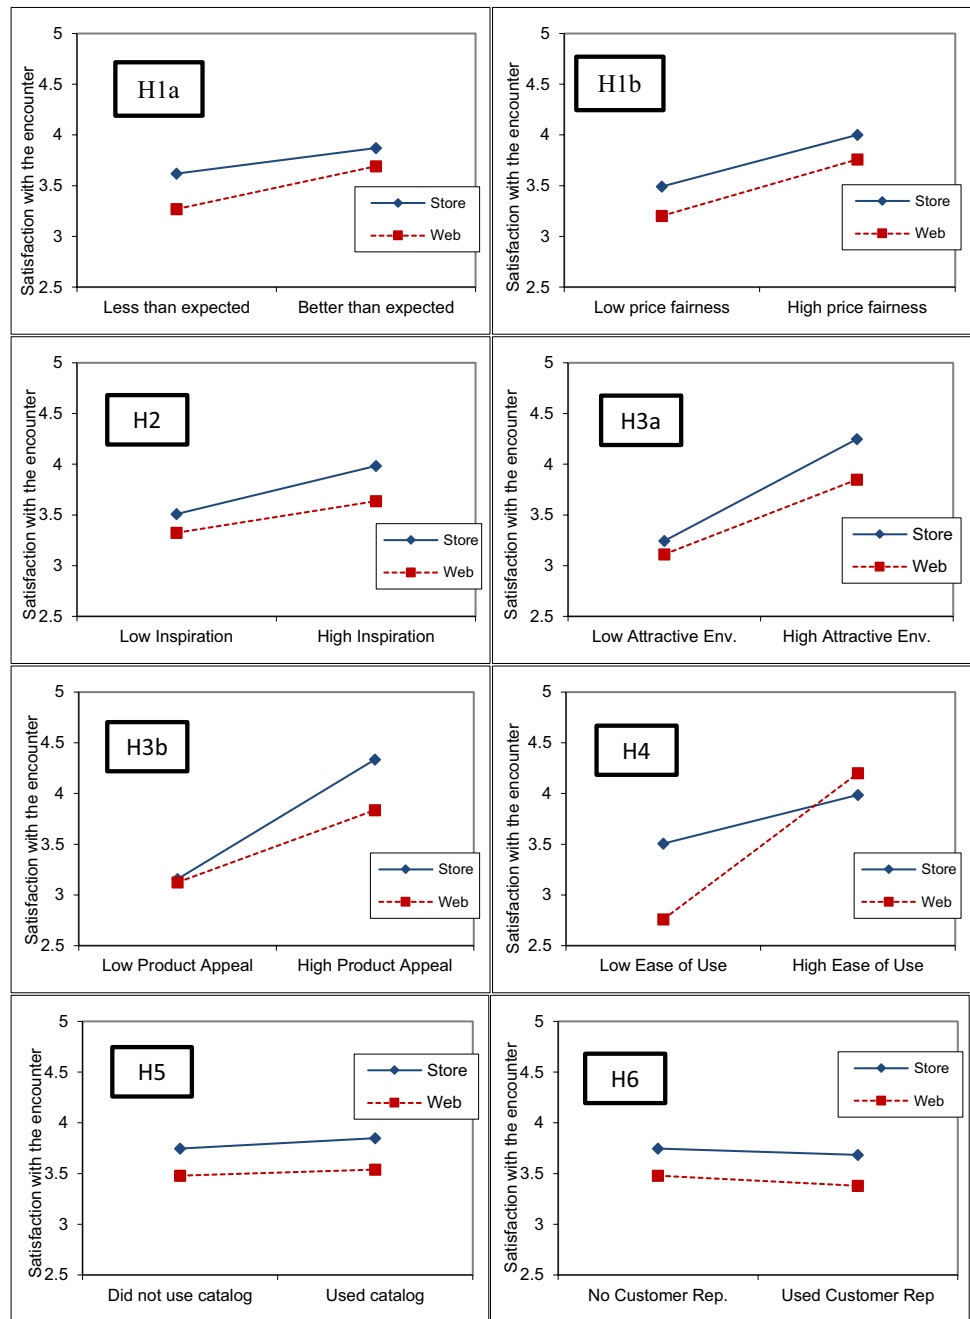 Satisfaction with the encounter
5
4.5
4
3.5
3
2.5
H1a
Store
Web
Less than expected
Better than expected
Satisfaction with the encounter
5
4.5
4
3.5
3
2.5
H1b
Store
Web
Low price fairness
High price fairness
Satisfaction with the encounter
5
4.5
4
3.5
3
2.5
H2
Store
Web
Low Inspiration
High Inspiration
Satisfaction with the encounter
5
4.5
4
3.5
3
2.5
H3a
Store
Web
Low Attractive Env.
High Attractive Env.
Satisfaction with the encounter
5
4.5
4
3.5
3
2.5
H3b
Store
Web
Low Product Appeal
High Product Appeal
Satisfaction with the encounter
5
4.5
4
3.5
3
2.5
H4
Store
Web
Low Ease of Use
High Ease of Use
Satisfaction with the encounter
5
4.5
4
3.5
3
2.5
H5
Store
Web
Did not use catalog
Used catalog
Satisfaction with the encounter
5
4.5
4
3.5
3
2.5
H6
Store
Web
No Customer Rep.
Used Customer Rep